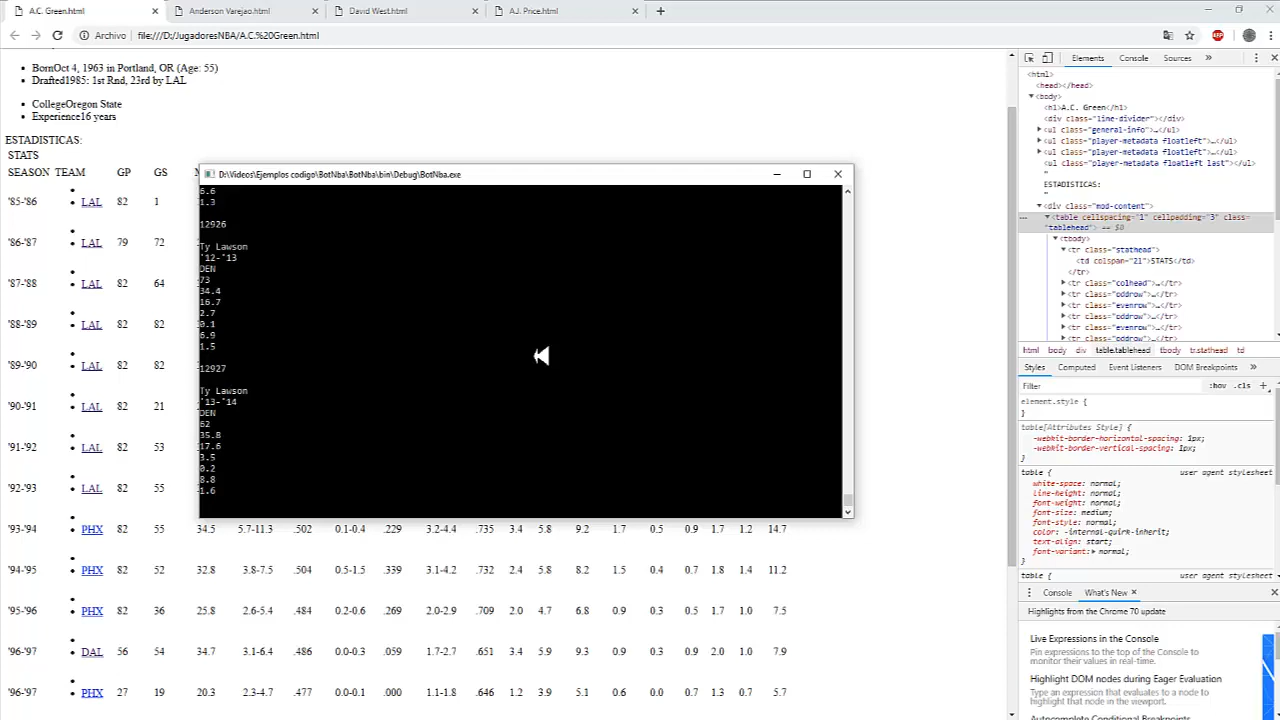 A.C. Green.html
Anderson Varejao.html
David West.html
A.J. Price.html
Archivo
file:///D:/JugadoresNBA/A.C.%20Green.html
BornOct 4, 1963 in Portland, OR (Age: 55)
Drafted1985: 1st Rnd, 23rd by LAL
CollegeOregon State
Experience16 years
ESTADISTICAS:
STATS
SEASON TEAM GP GS
'85-'86 LAL 82 1
'86-'87 LAL 79 72
'87-'88 LAL 82 64
'88-'89 LAL 82 82
'89-'90 LAL 82 82
'90-'91 LAL 82 21
'91-'92 LAL 82 53
'92-'93 LAL 82 55
'93-'94 PHX 82 55 34.5 5.7-11.3 .502 0.1-0.4 .229 3.2-4.4 .735 3.4 5.8 9.2 1.7 0.5 0.9 1.7 1.2 14.7
'94-'95 PHX 82 52 32.8 3.8-7.5 .504 0.5-1.5 .339 3.1-4.2 .732 2.4 5.8 8.2 1.5 0.4 0.7 1.8 1.4 11.2
'95-'96 PHX 82 36 25.8 2.6-5.4 .484 0.2-0.6 .269 2.0-2.9 .709 2.0 4.7 6.8 0.9 0.3 0.5 1.7 1.0 7.5
'96-'97 DAL 56 54 34.7 3.1-6.4 .486 0.0-0.3 .059 1.7-2.7 .651 3.4 5.9 9.3 0.9 0.3 0.9 2.0 1.0 7.9
'96-'97 PHX 27 19 20.3 2.3-4.7 .477 0.0-0.1 .000 1.1-1.8 .646 1.2 3.9 5.1 0.6 0.0 0.7 1.3 0.7 5.7
D:\Videos\Ejemplos codigo\BotNba\BotNba\bin\Debug\BotNba.exe
6.6
1.3
12926
Ty Lawson
'12-'13
DEN
73
34.4
16.7
2.7
0.1
6.9
1.5
12927
Ty Lawson
'13-'14
DEN
62
35.8
17.6
3.5
0.2
8.8
1.6
Elements Console Sources »
<html>
<head></head>
<body>
<h1>A.C. Green</h1>
<div class="line-divider"></div>
<ul class="general-info">…</ul>
<ul class="player-metadata floatleft">…</ul>
<ul class="player-metadata floatleft last">…</ul>
"
ESTADISTICAS:
"
<div class="mod-content">
… <table cellspacing="1" cellpadding="3" class=
"tablehead"> == $0
<tbody>
<tr class="stathead">
<td colspan="21">STATS</td>
</tr>
<tr class="colhead">…</tr>
<tr class="oddrow">…</tr>
<tr class="evenrow">…</tr>
<tr class="oddrow">…</tr>
<tr class="evenrow">…</tr>
<tr class="oddrow">…</tr>
html body div table.tablehead tbody tr.stathead td
Styles Computed Event Listeners DOM Breakpoints »
Filter :hov .cls +
element.style {
}
table[Attributes Style] {
-webkit-border-horizontal-spacing: 1px;
-webkit-border-vertical-spacing: 1px;
}
table { user agent stylesheet
white-space: normal;
line-height: normal;
font-weight: normal;
font-size: medium;
font-style: normal;
color: -internal-quirk-inherit;
text-align: start;
font-variant: normal;
}
table { user agent stylesheet
Console What's New
Highlights from the Chrome 70 update
Live Expressions in the Console
Pin expressions to the top of the Console to
monitor their values in real-time.
Highlight DOM nodes during Eager Evaluation
Type an expression that evaluates to a node to
highlight that node in the viewport.
Autocomplete Conditional Breakpoints